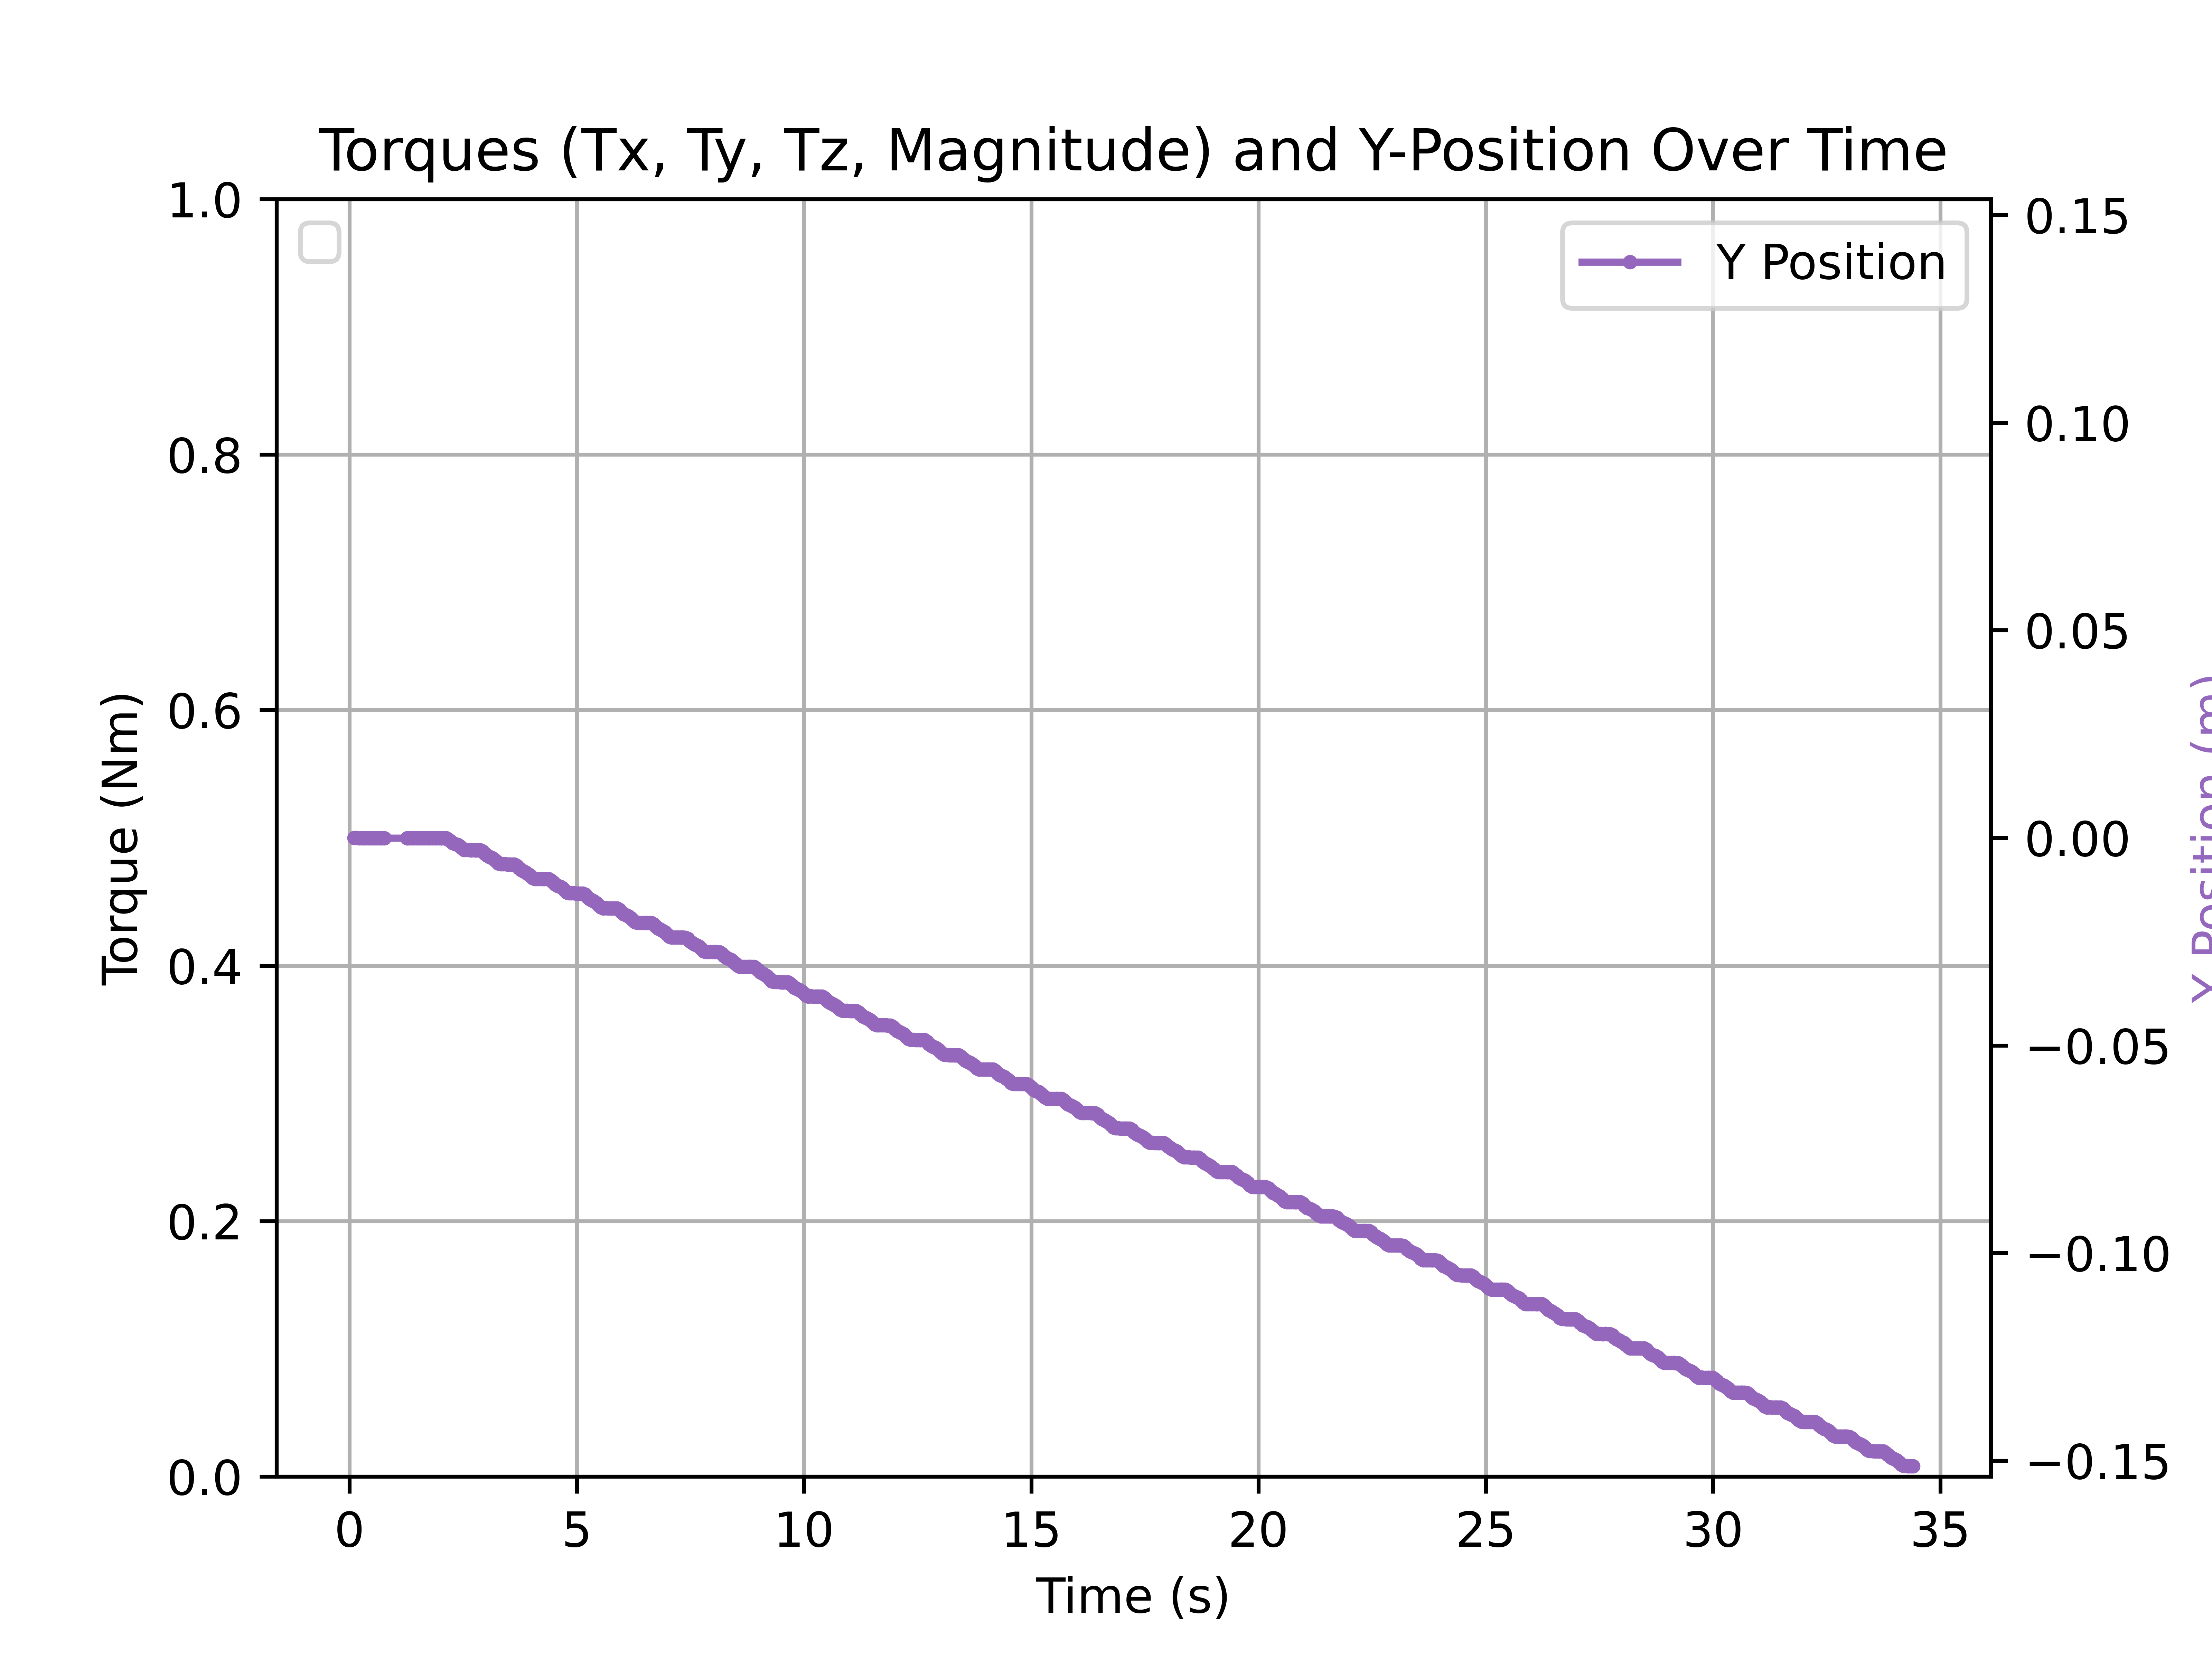 Torques (Tx, Ty, Tz, Magnitude) and Y-Position Over Time
Y Position
Torque (Nm)
1.0
0.8
0.6
0.4
0.2
0.0
0.15
0.10
0.05
0.00
−0.05
−0.10
−0.15
Y Position (m)
0 5 10 15 20 25 30 35
Time (s)